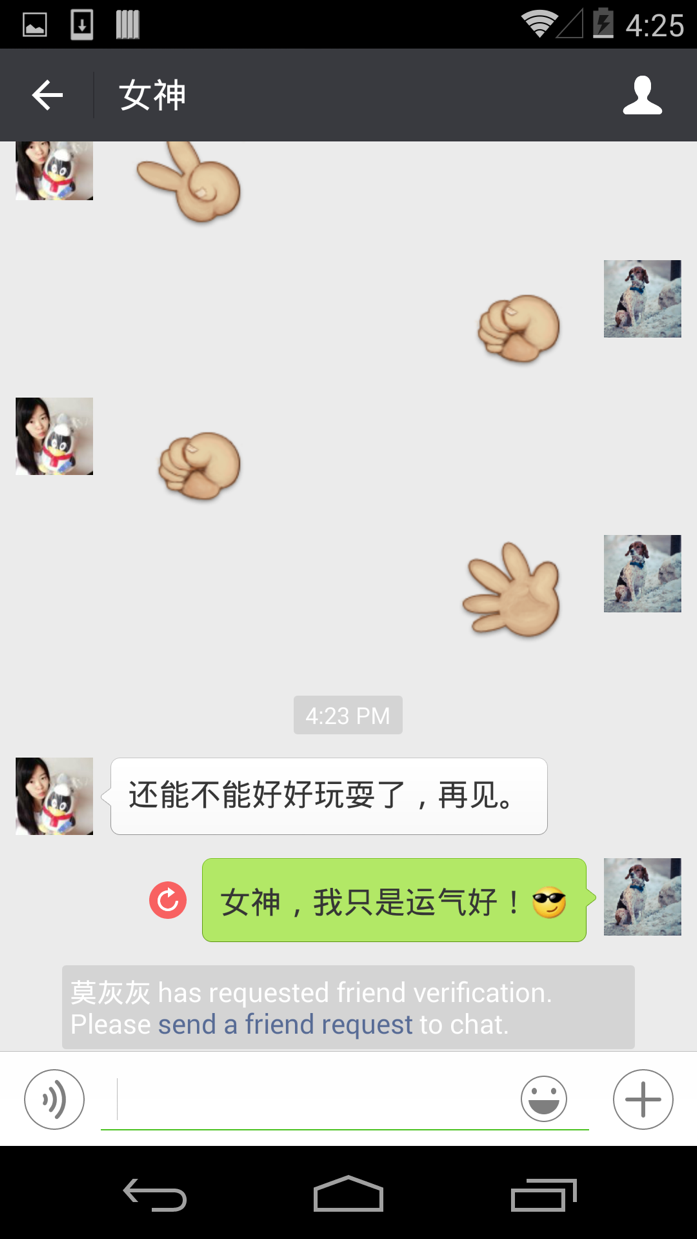 4:25
女神
4:23 PM
还能不能好好玩耍了，再见。
女神，我只是运气好！😎
莫灰灰 has requested friend verification.
Please send a friend request to chat.